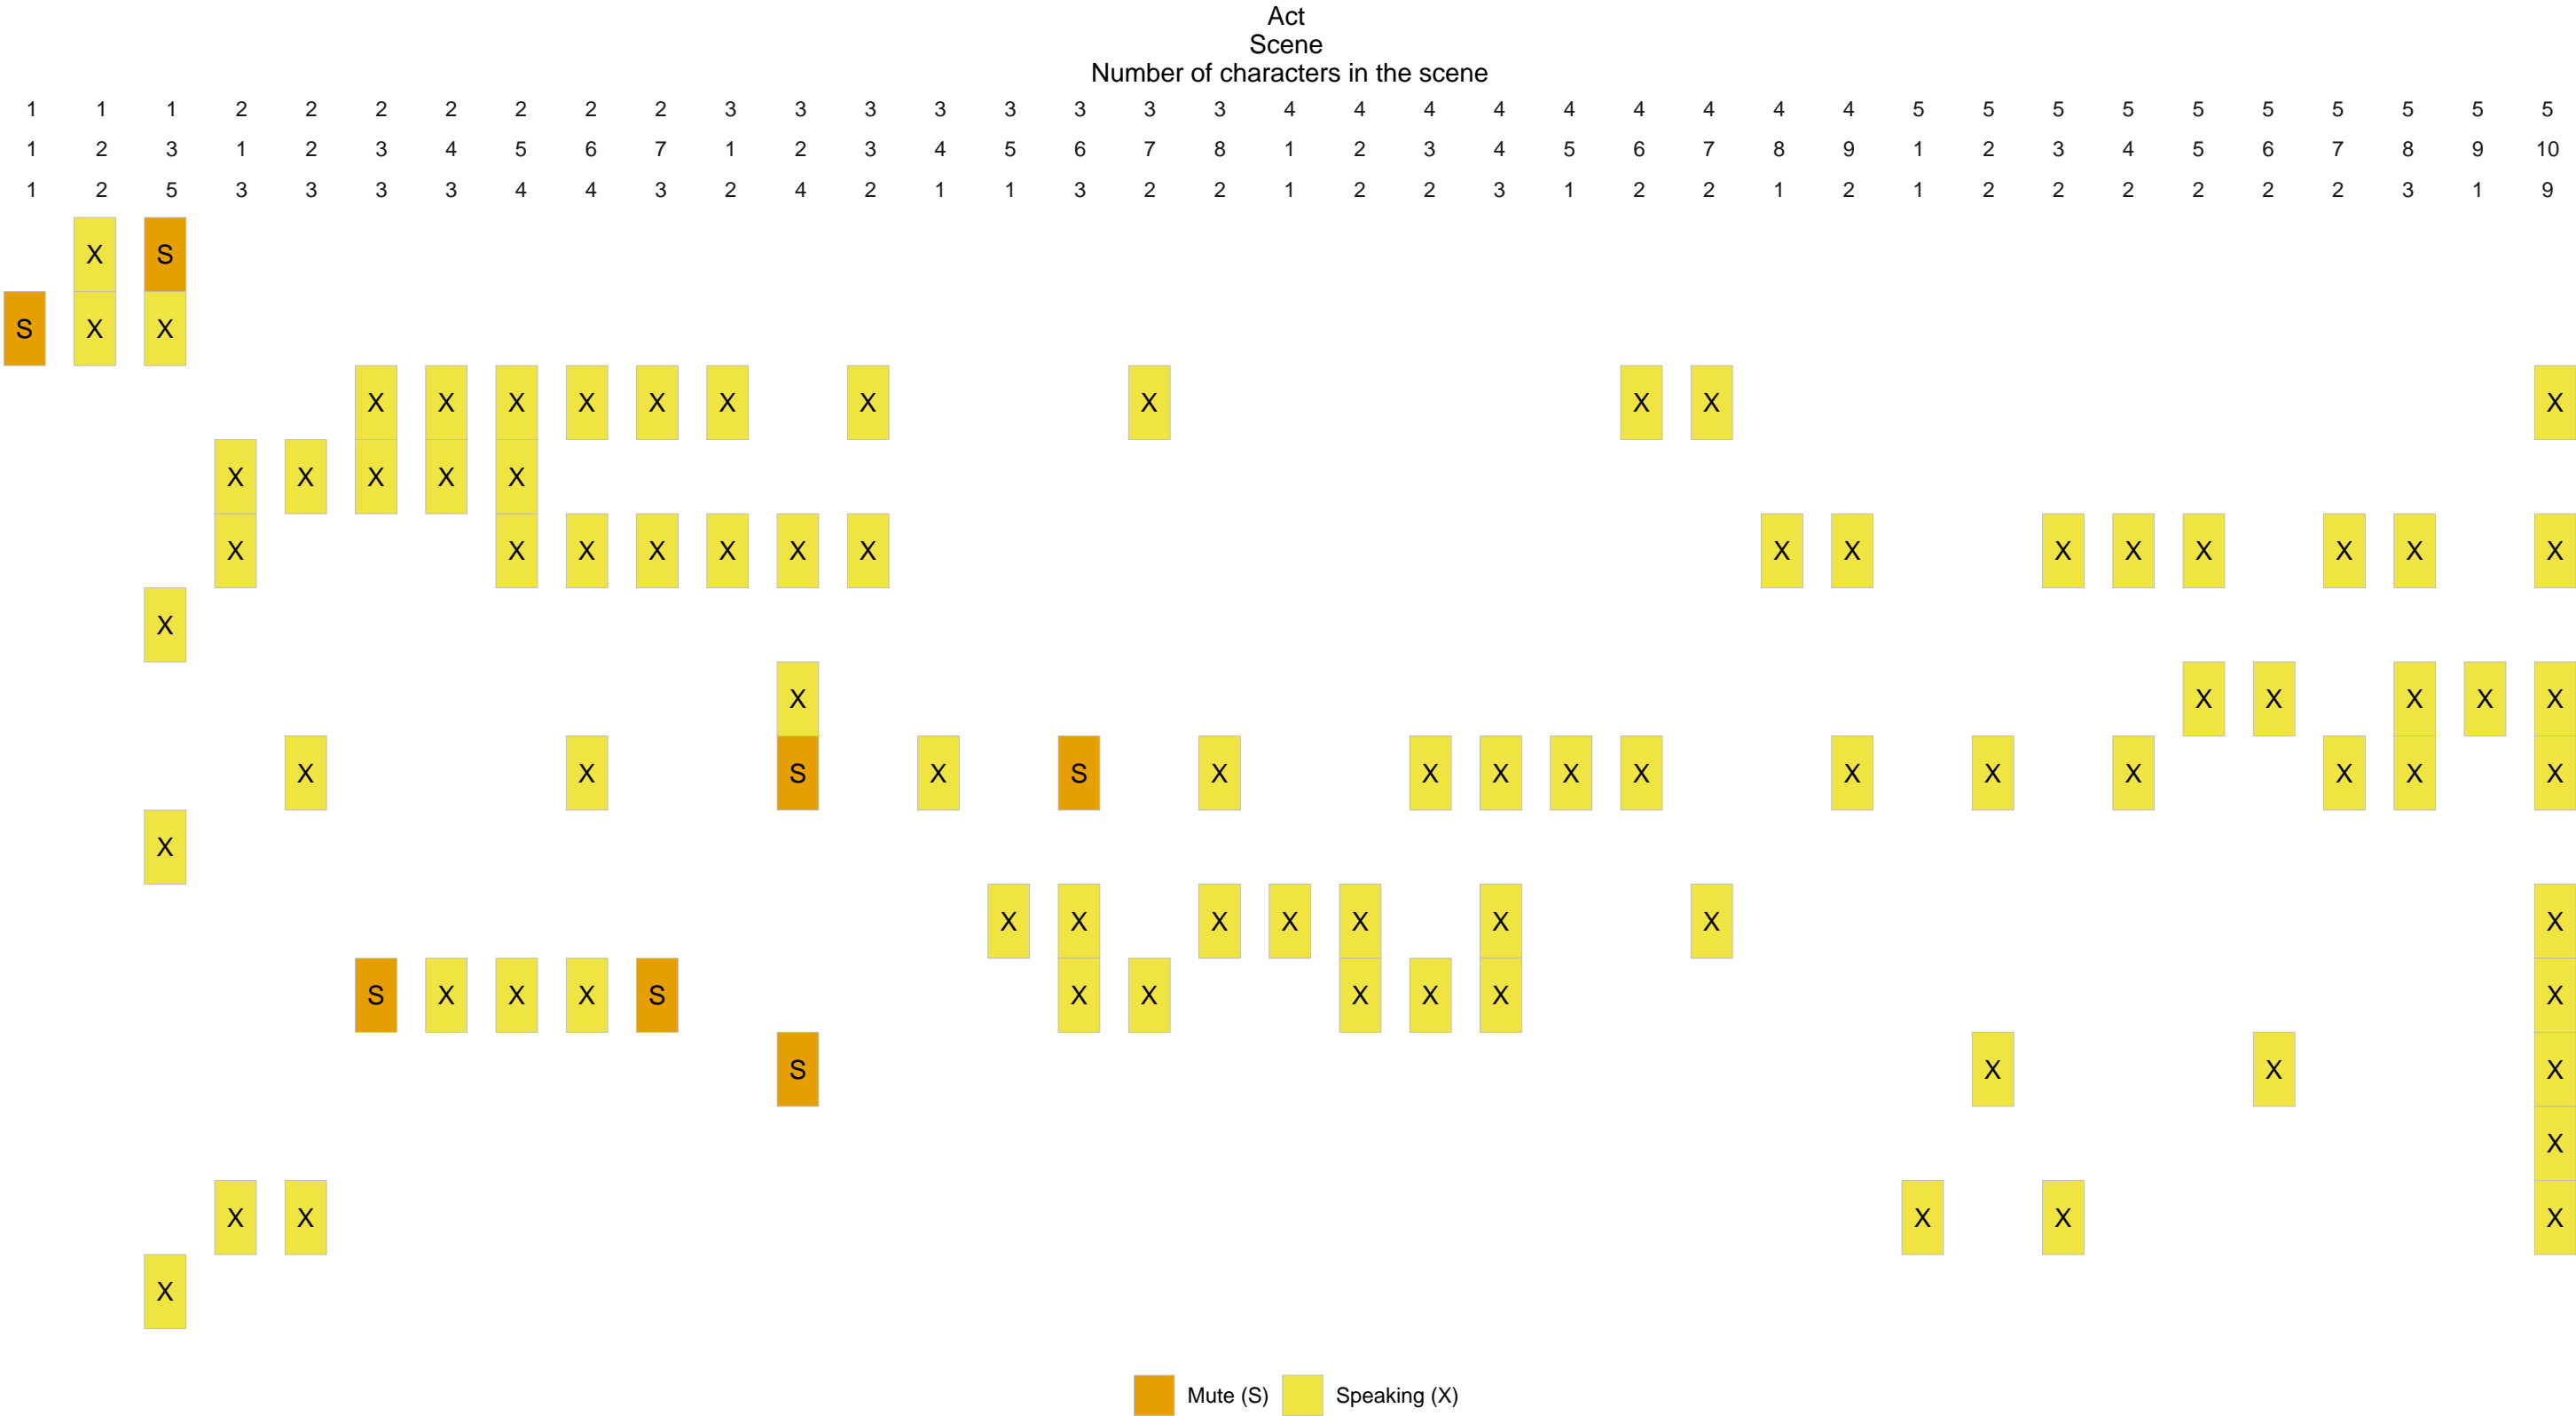 Act
Scene
Number of characters in the scene
1 1 1 2 2 2 2 2 2 2 3 3 3 3 3 3 3 3 4 4 4 4 4 4 4 4 4 5 5 5 5 5 5 5 5 5 5
1 2 3 1 2 3 4 5 6 7 1 2 3 4 5 6 7 8 1 2 3 4 5 6 7 8 9 1 2 3 4 5 6 7 8 9 10
1 2 5 3 3 3 3 4 4 3 2 4 2 1 1 3 2 2 1 2 2 3 1 2 2 1 2 1 2 2 2 2 2 2 3 1 9
X S
S X X
X X X X X X X X X X X
X X X X X
X X X X X X X X X X X X X X X X
X
X X X X X X
X X S X S X X X X X X X X X X X
X
X X X X X X X X
S X X X S X X X X X X
S X X X
X
X X X X X
X
Mute (S) Speaking (X)